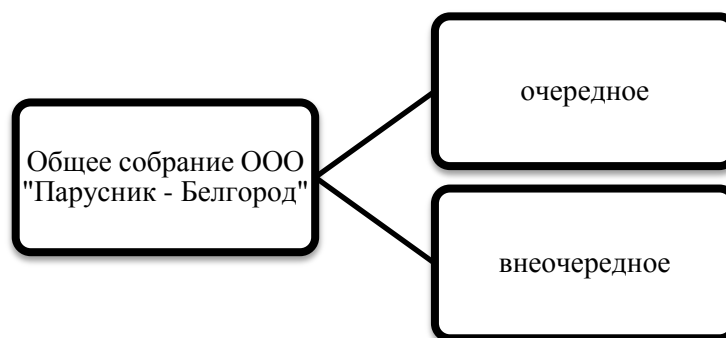 Общее собрание ООО
"Парусник - Белгород"
очередное
внеочередное